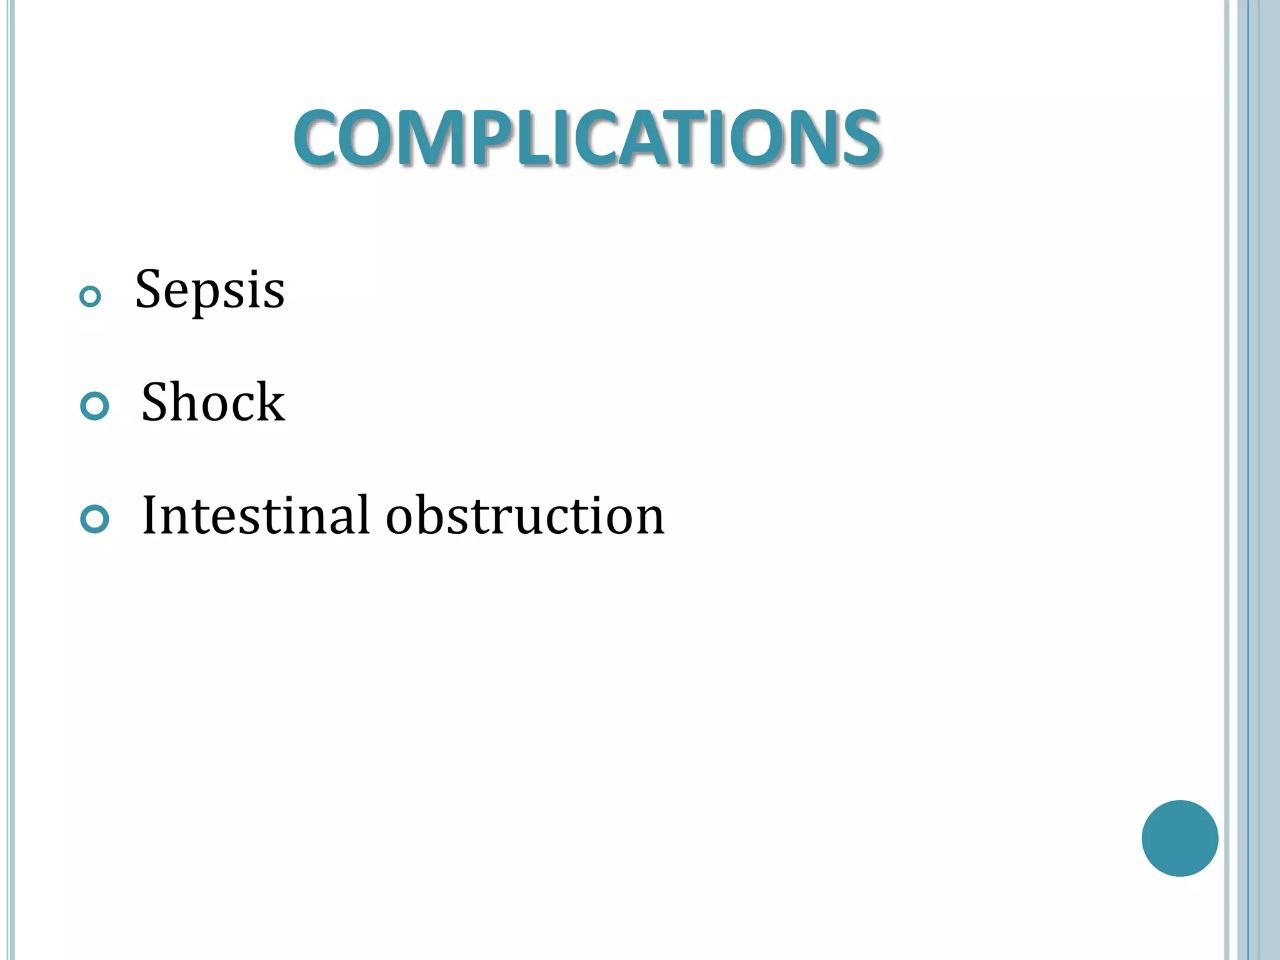 COMPLICATIONS
Sepsis
Shock
Intestinal obstruction